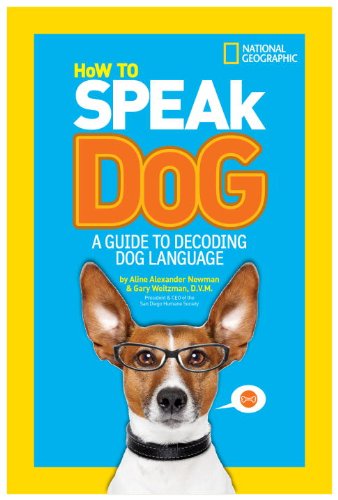 NATIONAL
GEOGRAPHIC
HoW TO
SPEAK
DoG
A GUIDE TO DECODING
DOG LANGUAGE
by Aline Alexander Newman
& Gary Weitzman, D.V.M.
President & CEO of the
San Diego Humane Society